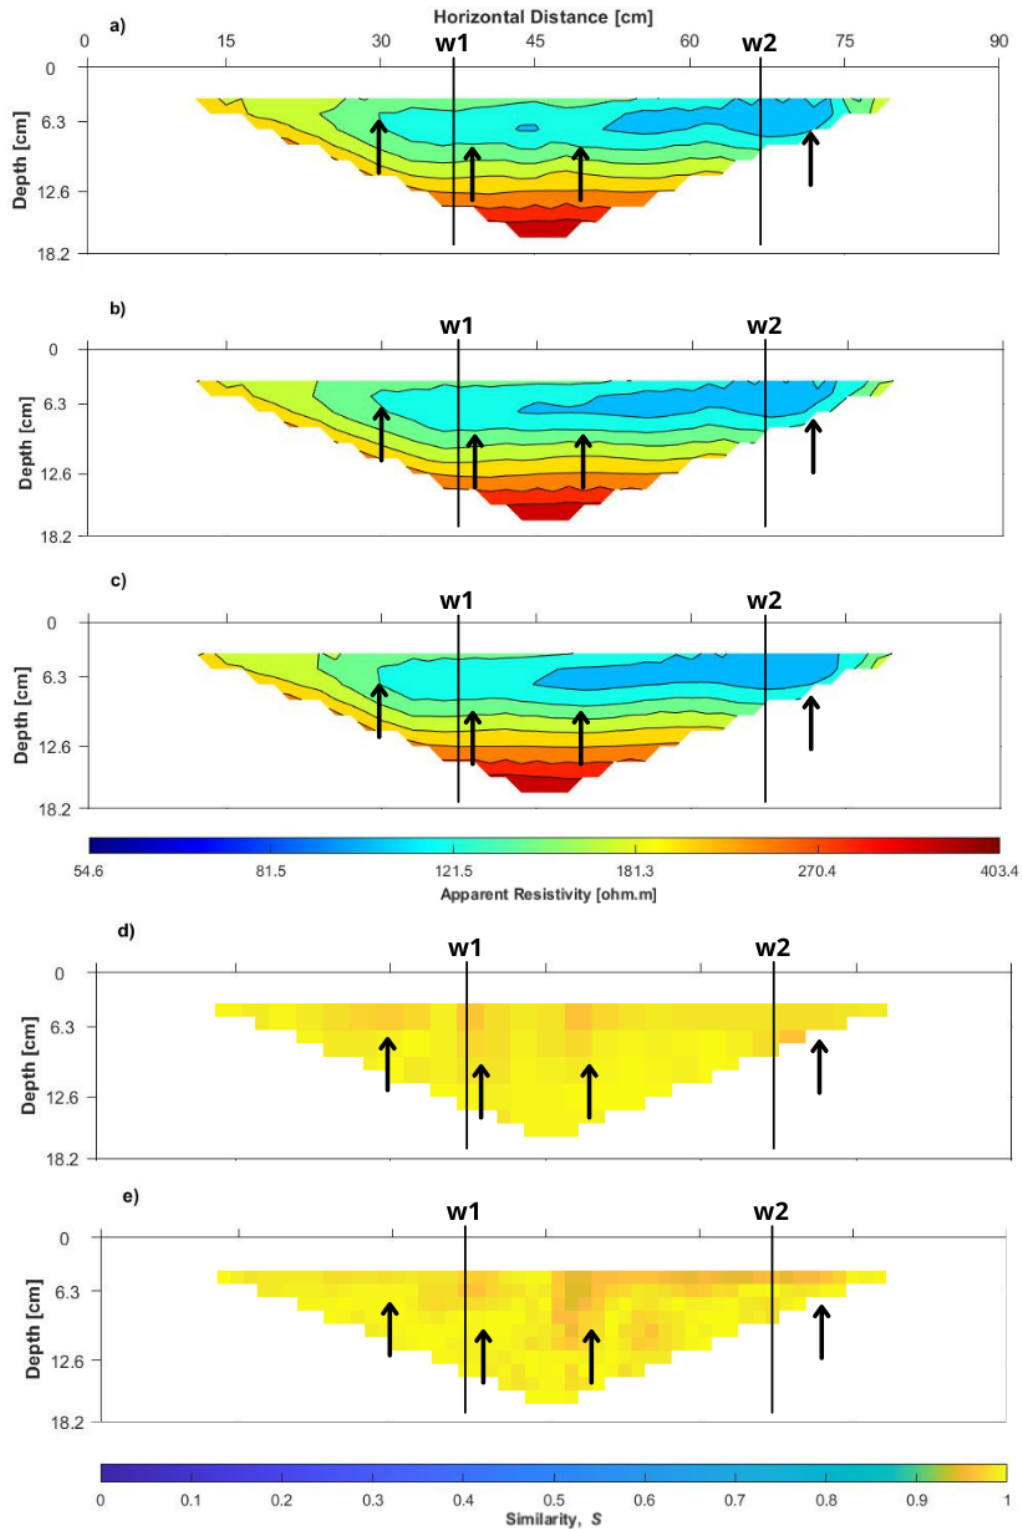 a)
Horizontal Distance [cm]
0 15 30 w1 45 60 w2 75 90
0
6.3
12.6
18.2
Depth [cm]
b)
w1 w2
0
6.3
12.6
18.2
Depth [cm]
c)
w1 w2
0
6.3
12.6
18.2
Depth [cm]
54.6 81.5 121.5 181.3 270.4 403.4
Apparent Resistivity [ohm.m]
d)
w1 w2
0
6.3
12.6
18.2
Depth [cm]
e)
w1 w2
0
6.3
12.6
18.2
Depth [cm]
0 0.1 0.2 0.3 0.4 0.5 0.6 0.7 0.8 0.9 1
Similarity, S